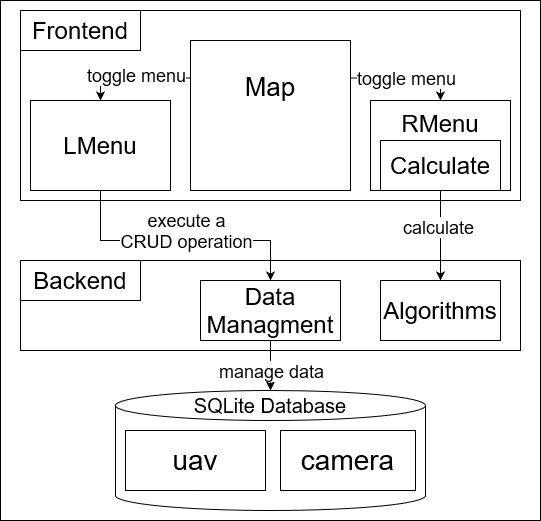 Frontend
toggle menu
Map
toggle menu
LMenu
RMenu
Calculate
execute a
CRUD operation
calculate
Backend
Data
Managment
Algorithms
manage data
SQLite Database
uav
camera